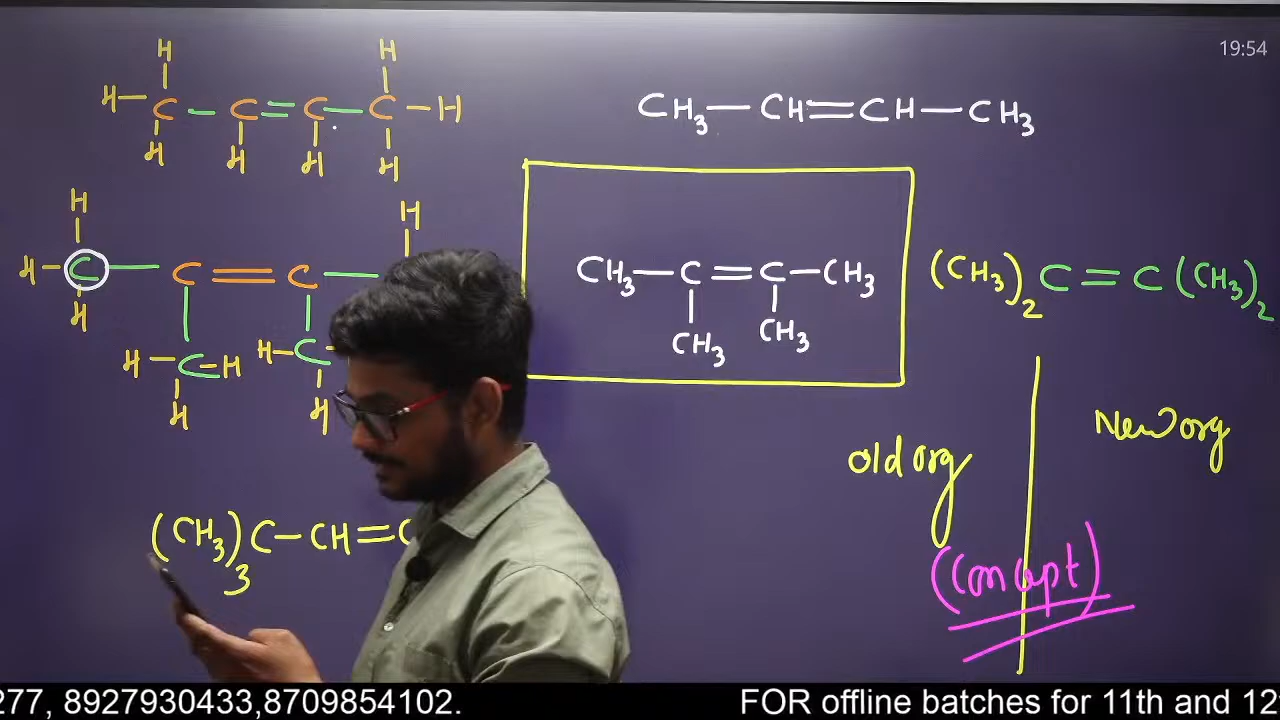 19:54
H H
H–C–C=C–C–H
H H H H
CH₃–CH=CH–CH₃
H H
H–C–C=C–
H
H–C–H H–C–
H H
CH₃–C=C–CH₃
CH₃ CH₃
(CH₃)₂C=C(CH₃)₂
Old org
New org
(CH₃)₃C–CH=C
(Concept)
277, 8927930433,8709854102.
FOR offline batches for 11th and 12